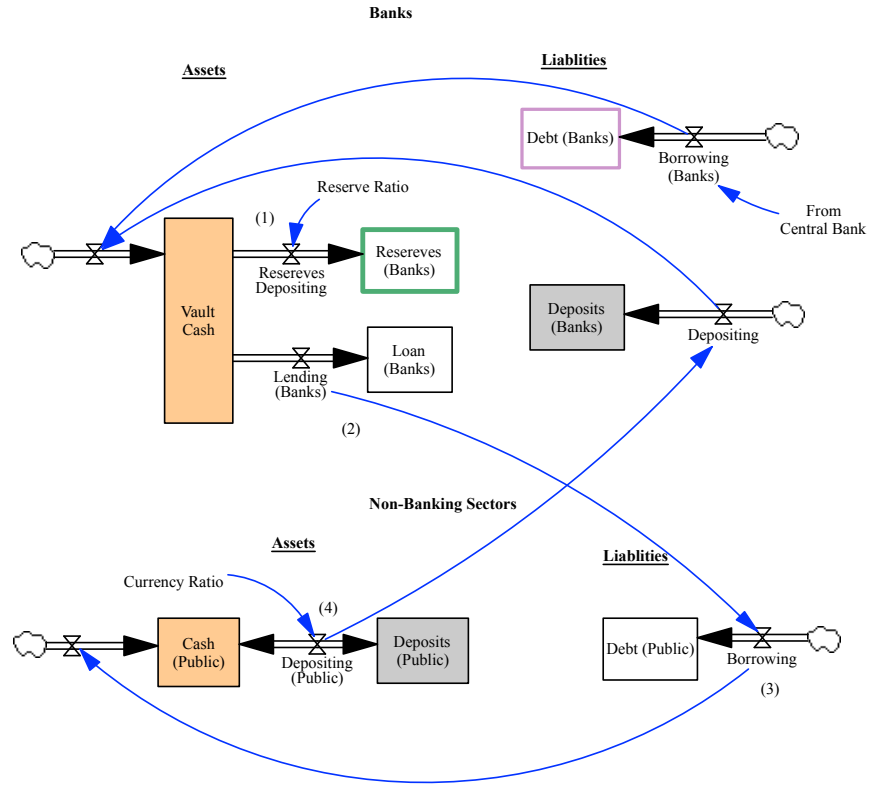 Banks
Assets
Liablities
Debt (Banks)
Borrowing
(Banks)
From
Central Bank
Reserve Ratio
(1)
Vault
Cash
Resereves
Depositing
Resereves
(Banks)
Deposits
(Banks)
Depositing
Lending
(Banks)
Loan
(Banks)
(2)
Non-Banking Sectors
Assets
Liablities
Currency Ratio
(4)
Cash
(Public)
Depositing
(Public)
Deposits
(Public)
Debt (Public)
Borrowing
(3)